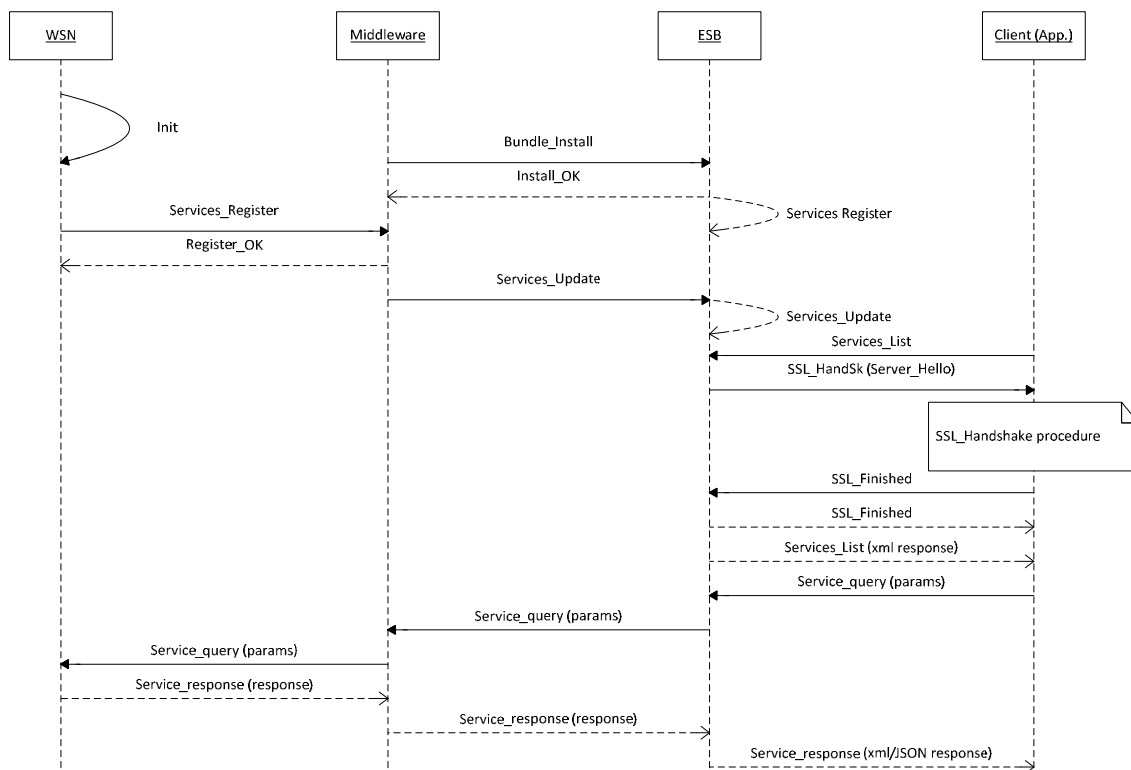 WSN
Middleware
ESB
Client (App.)
Init
Bundle_Install
Install_OK
Services_Register
Services Register
Register_OK
Services_Update
Services_Update
Services_List
SSL_HandSk (Server_Hello)
SSL_Handshake procedure
SSL_Finished
SSL_Finished
Services_List (xml response)
Service_query (params)
Service_query (params)
Service_query (params)
Service_response (response)
Service_response (response)
Service_response (xml/JSON response)